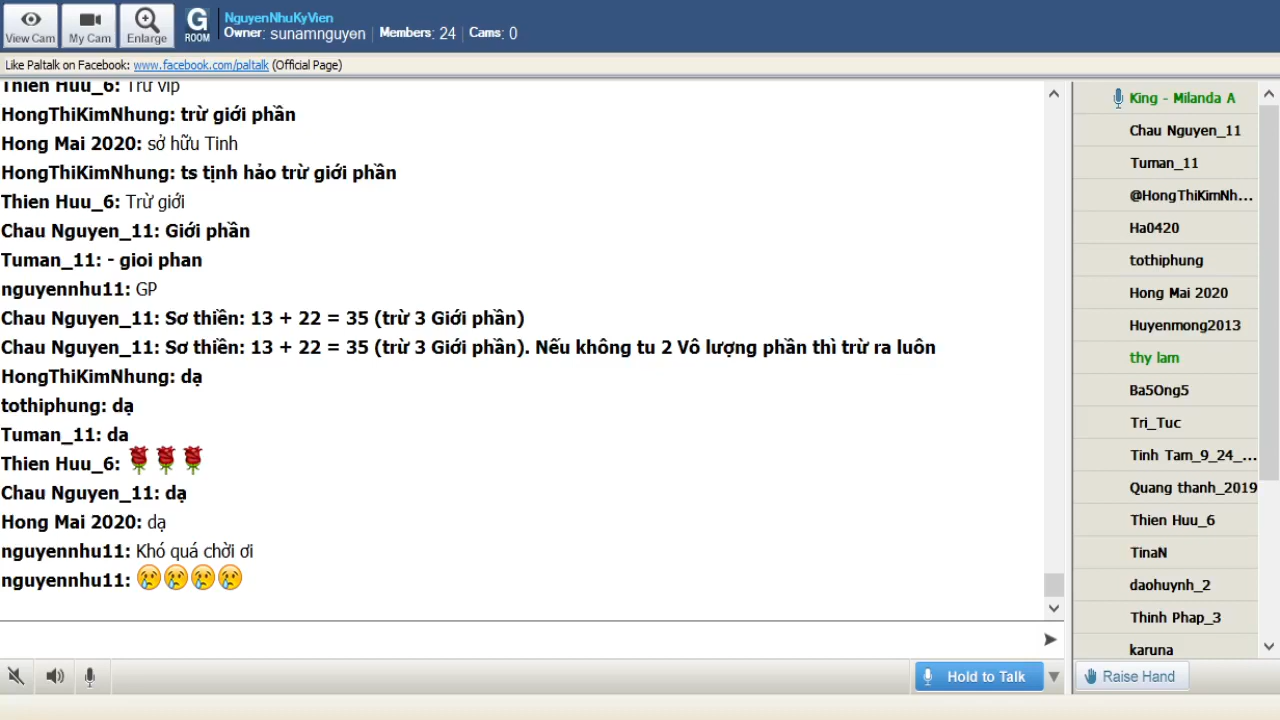 View Cam
My Cam
Enlarge
G
ROOM
NguyenNhuKyVien
Owner: sunamnguyen | Members: 24 | Cams: 0
Like Paltalk on Facebook: www.facebook.com/paltalk (Official Page)
Thien Huu_6: Trừ vip
HongThiKimNhung: trừ giới phần
Hong Mai 2020: sở hữu Tinh
HongThiKimNhung: ts tịnh hảo trừ giới phần
Thien Huu_6: Trừ giới
Chau Nguyen_11: Giới phần
Tuman_11: - gioi phan
nguyennhu11: GP
Chau Nguyen_11: Sơ thiền: 13 + 22 = 35 (trừ 3 Giới phần)
Chau Nguyen_11: Sơ thiền: 13 + 22 = 35 (trừ 3 Giới phần). Nếu không tu 2 Vô lượng phần thì trừ ra luôn
HongThiKimNhung: dạ
tothiphung: dạ
Tuman_11: da
Thien Huu_6:
Chau Nguyen_11: dạ
Hong Mai 2020: dạ
nguyennhu11: Khó quá chời ơi
nguyennhu11:
King - Milanda A
Chau Nguyen_11
Tuman_11
@HongThiKimNh...
Ha0420
tothiphung
Hong Mai 2020
Huyenmong2013
thy lam
Ba5Ong5
Tri_Tuc
Tinh Tam_9_24_...
Quang thanh_2019
Thien Huu_6
TinaN
daohuynh_2
Thinh Phap_3
karuna
Hold to Talk
Raise Hand